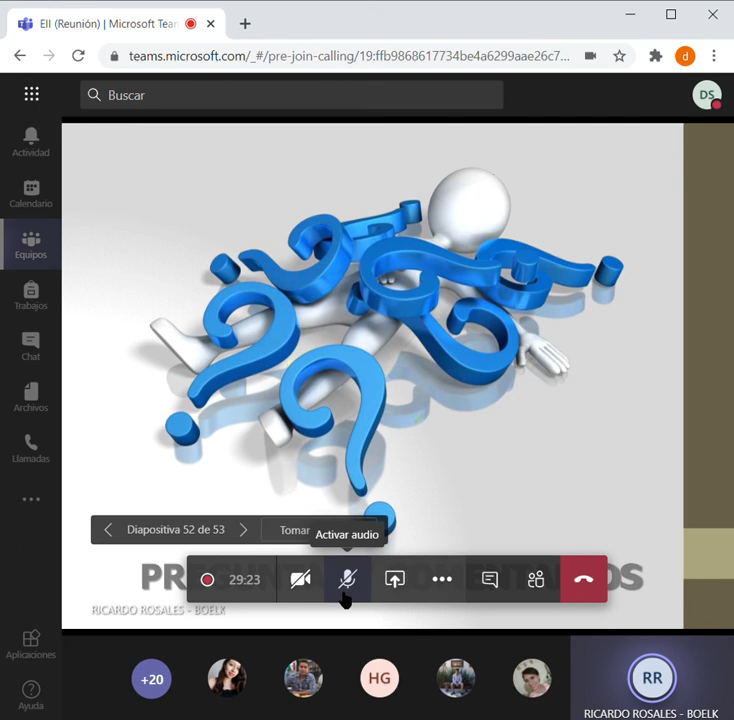 EII (Reunión) | Microsoft Tean
teams.microsoft.com/_#/pre-join-calling/19:ffb9868617734be4a6299aae26c7...
d
Buscar
DS
Actividad
Calendario
Equipos
Trabajos
Chat
Archivos
Llamadas
Diapositiva 52 de 53
Tomar
Activar audio
29:23
RICARDO ROSALES - BOELK
Aplicaciones
Ayuda
+20
HG
RR
RICARDO ROSALES - BOELK